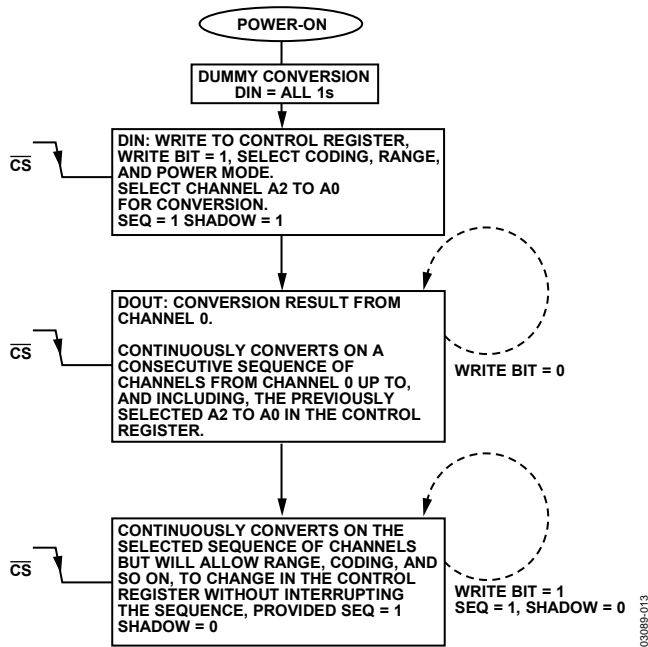 POWER-ON
DUMMY CONVERSION
DIN = ALL 1s
CS
DIN: WRITE TO CONTROL REGISTER,
WRITE BIT = 1, SELECT CODING, RANGE,
AND POWER MODE.
SELECT CHANNEL A2 TO A0
FOR CONVERSION.
SEQ = 1 SHADOW = 1
CS
DOUT: CONVERSION RESULT FROM
CHANNEL 0.
CONTINUOUSLY CONVERTS ON A
CONSECUTIVE SEQUENCE OF
CHANNELS FROM CHANNEL 0 UP TO,
AND INCLUDING, THE PREVIOUSLY
SELECTED A2 TO A0 IN THE CONTROL
REGISTER.
WRITE BIT = 0
CS
CONTINUOUSLY CONVERTS ON THE
SELECTED SEQUENCE OF CHANNELS
BUT WILL ALLOW RANGE, CODING, AND
SO ON, TO CHANGE IN THE CONTROL
REGISTER WITHOUT INTERRUPTING
THE SEQUENCE, PROVIDED SEQ = 1
SHADOW = 0
WRITE BIT = 1
SEQ = 1, SHADOW = 0
03089-013